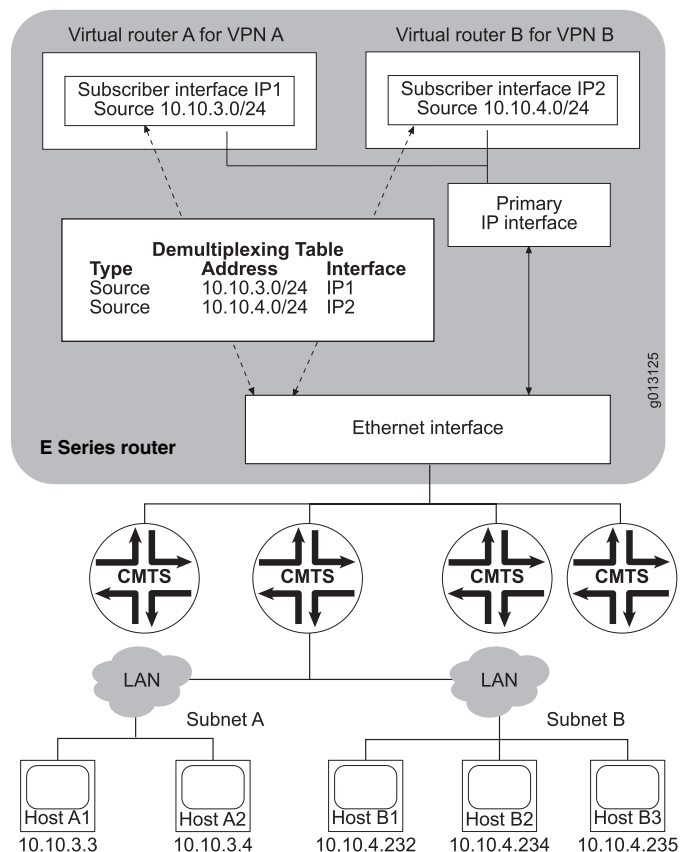 Virtual router A for VPN A
Virtual router B for VPN B
Subscriber interface IP1
Source 10.10.3.0/24
Subscriber interface IP2
Source 10.10.4.0/24
Primary
IP interface
Demultiplexing Table
Type Address Interface
Source 10.10.3.0/24 IP1
Source 10.10.4.0/24 IP2
g013125
Ethernet interface
E Series router
CMTS
CMTS
CMTS
CMTS
LAN
LAN
Subnet A
Subnet B
Host A1
Host A2
Host B1
Host B2
Host B3
10.10.3.3
10.10.3.4
10.10.4.232
10.10.4.234
10.10.4.235